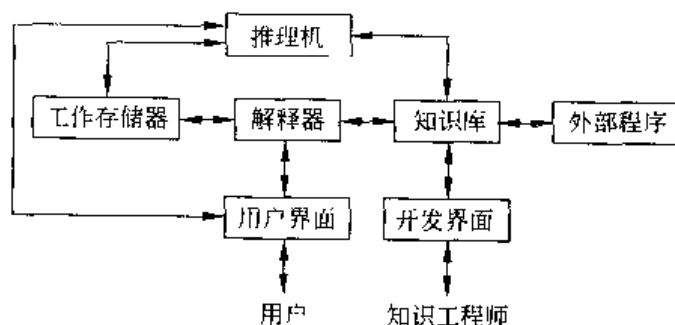 推理机
工作存储器
解释器
知识库
外部程序
用户界面
开发界面
用户
知识工程师